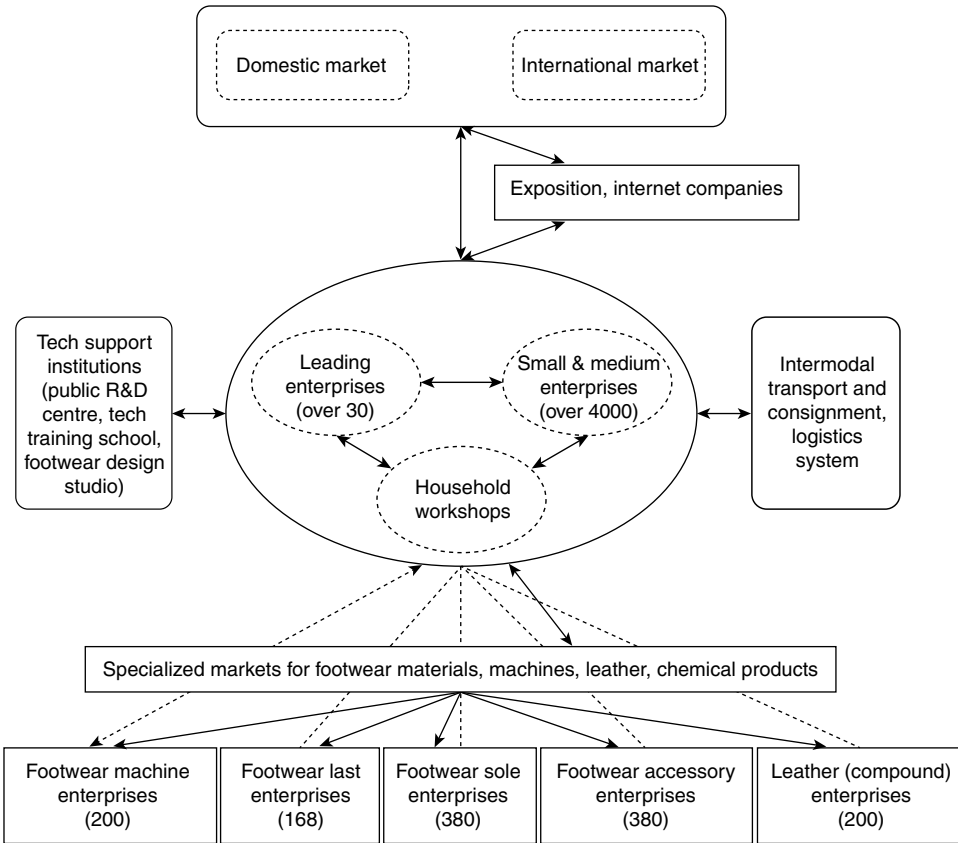 Domestic market
International market
Exposition, internet companies
Tech support
institutions
(public R&D
centre, tech
training school,
footwear design
studio)
Leading
enterprises
(over 30)
Small & medium
enterprises
(over 4000)
Household
workshops
Intermodal
transport and
consignment,
logistics
system
Specialized markets for footwear materials, machines, leather, chemical products
Footwear machine
enterprises
(200)
Footwear last
enterprises
(168)
Footwear sole
enterprises
(380)
Footwear accessory
enterprises
(380)
Leather (compound)
enterprises
(200)